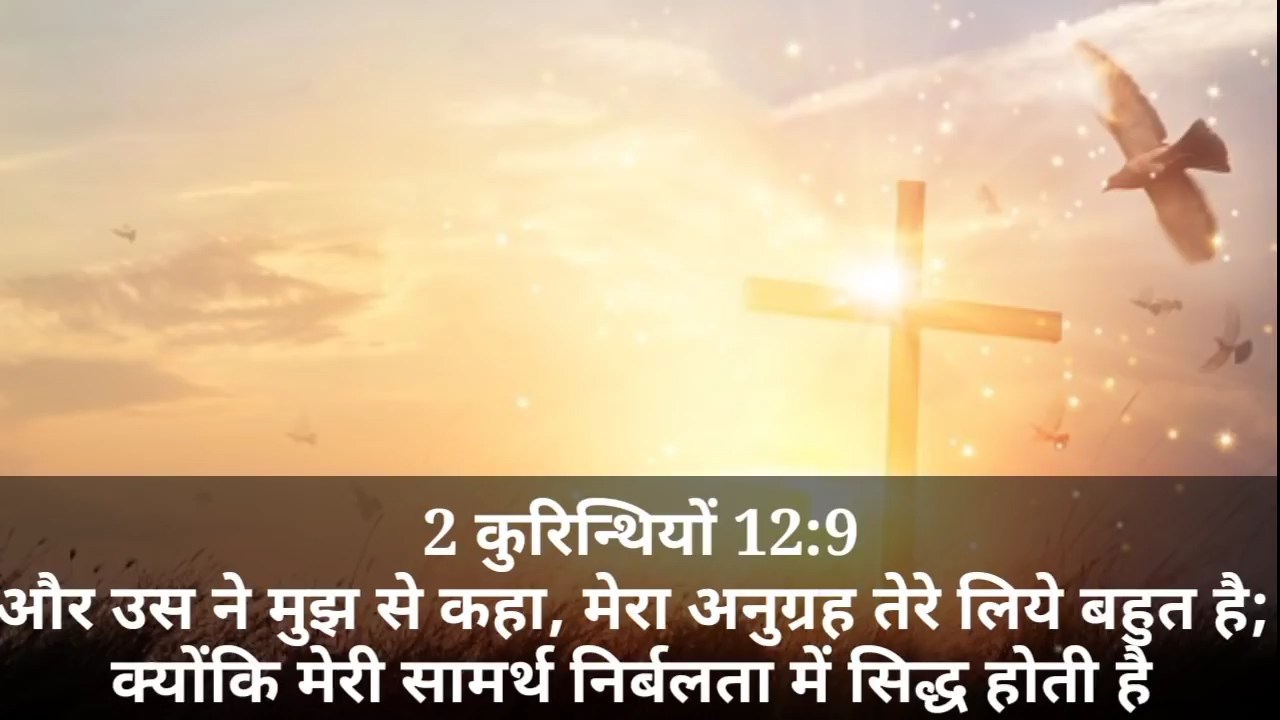 2 कुरिन्थियों 12:9
और उस ने मुझ से कहा, मेरा अनुग्रह तेरे लिये बहुत है;
क्योंकि मेरी सामर्थ निर्बलता में सिद्ध होती है